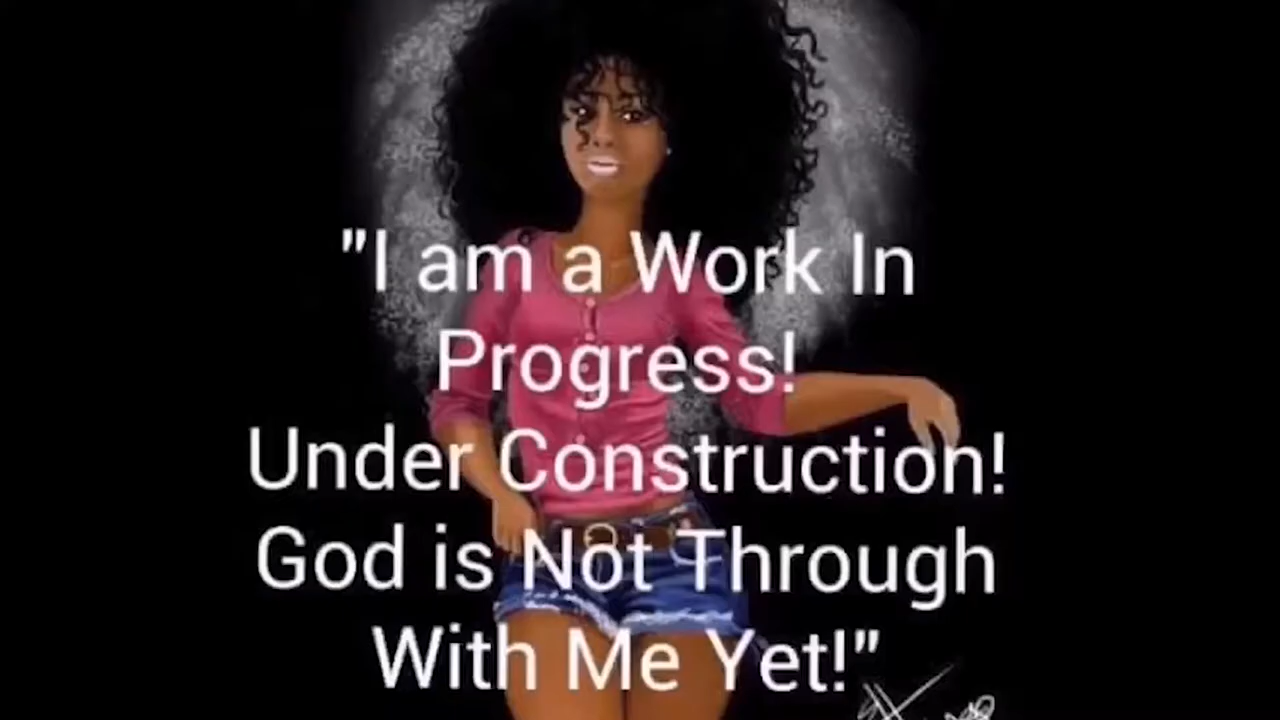 "I am a Work In
Progress!
Under Construction!
God is Not Through
With Me Yet!"